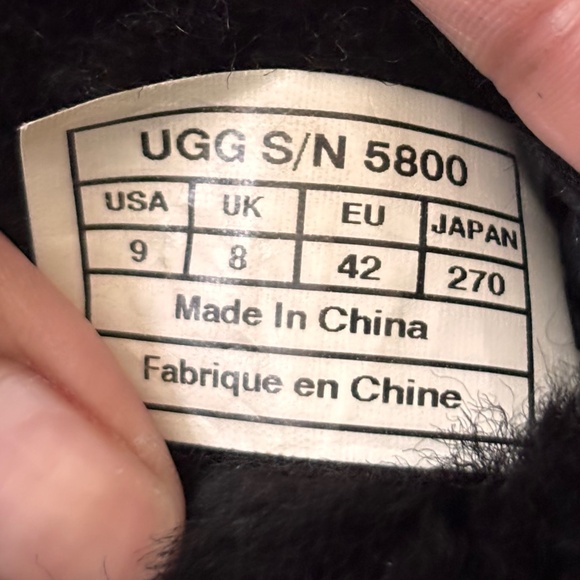 UGG S/N 5800
USA UK EU JAPAN
9 8 42 270
Made In China
Fabrique en Chine